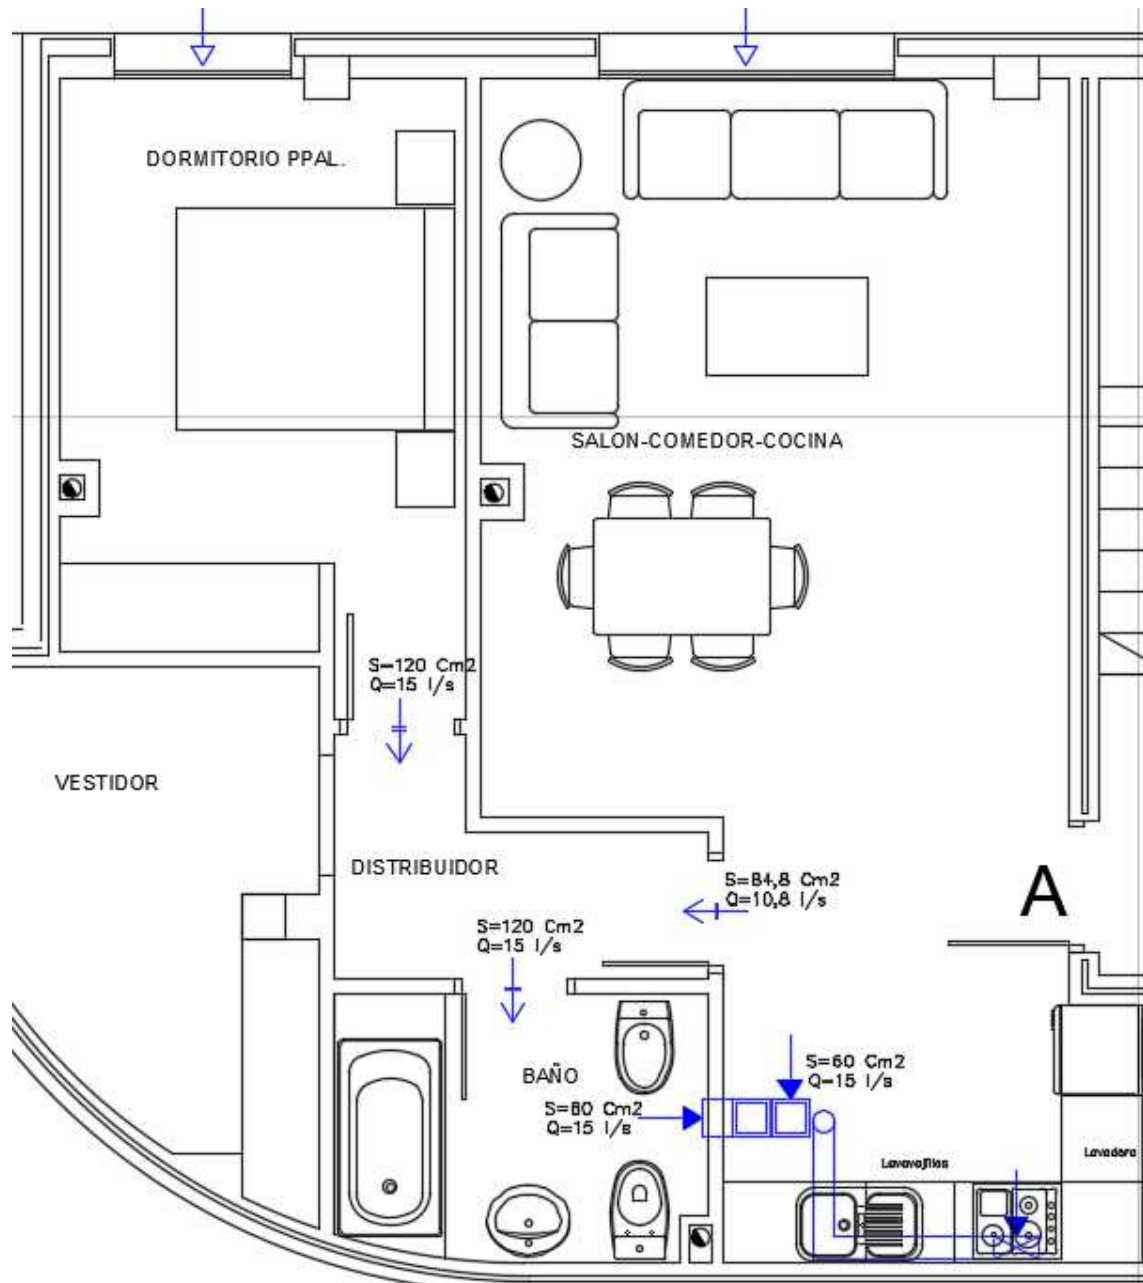 DORMITORIO PPAL.
SALON-COMEDOR-COCINA
S=120 Cm2
Q=15 l/s
VESTIDOR
DISTRIBUIDOR
S=84,8 Cm2
Q=10,8 l/s
A
S=120 Cm2
Q=15 l/s
BAÑO
S=60 Cm2
Q=15 l/s
S=60 Cm2
Q=15 l/s
Lavavajillas
Lavadora